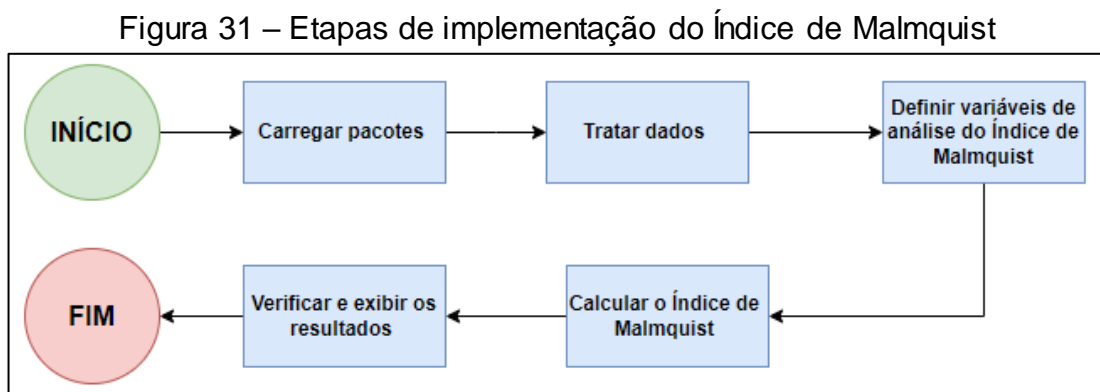 Figura 31 – Etapas de implementação do Índice de Malmquist
INÍCIO
Carregar pacotes
Tratar dados
Definir variáveis de
análise do Índice de
Malmquist
Calcular o Índice de
Malmquist
Verificar e exibir os
resultados
FIM